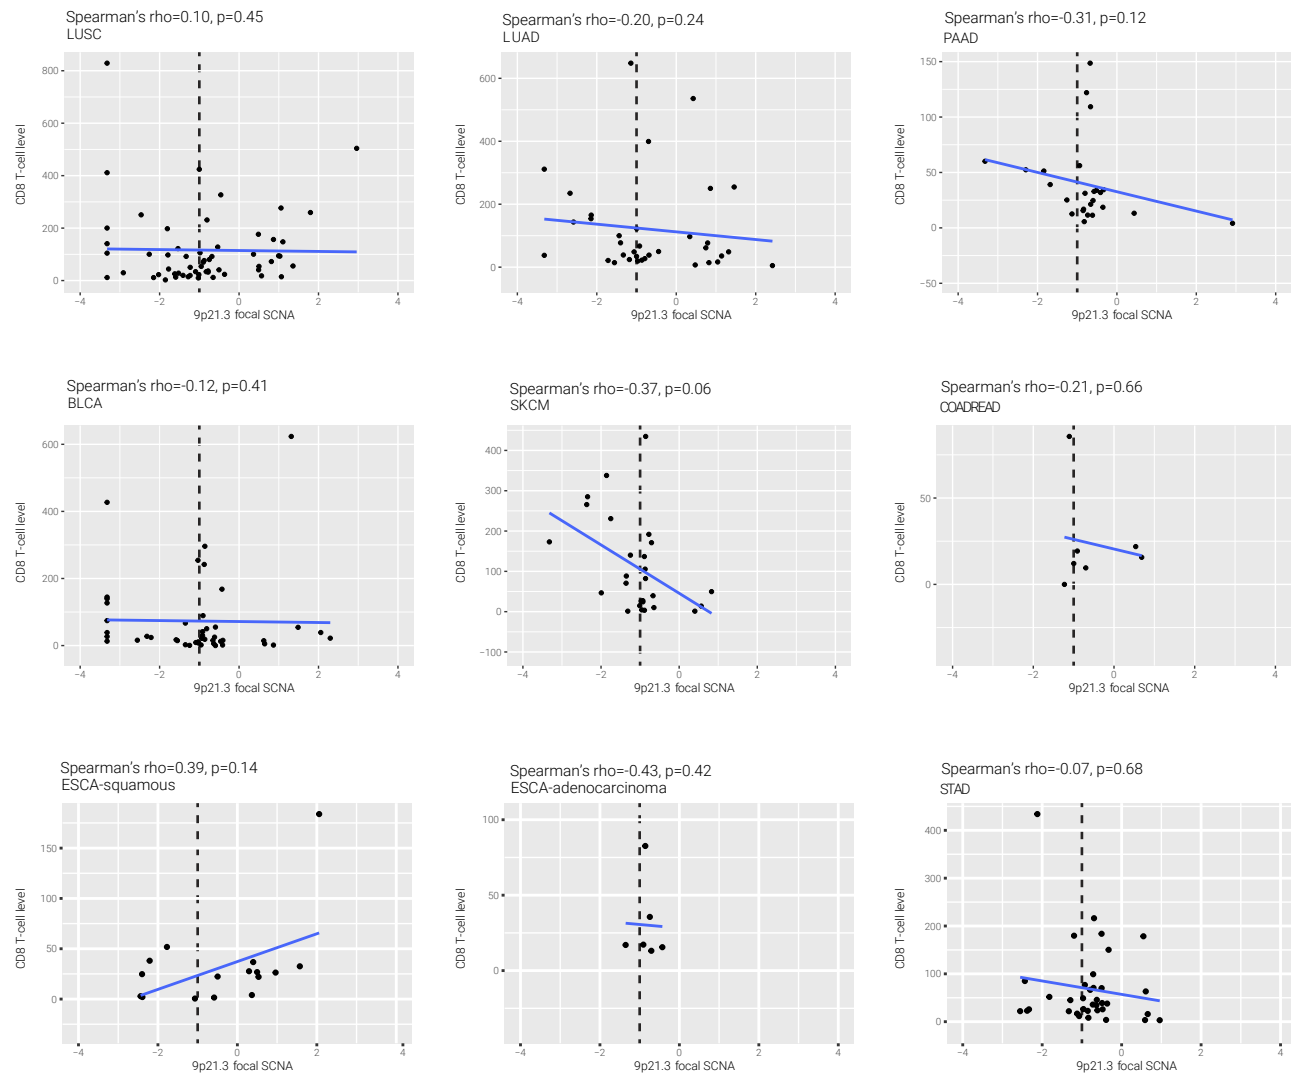 Spearman's rho=0.10, p=0.45
LUSC
800
600
400
200
0
CD8 T-cell level
−4 −2 0 2 4
9p21.3 focal SCNA
Spearman's rho=-0.20, p=0.24
LUAD
600
400
200
0
CD8 T-cell level
−4 −2 0 2 4
9p21.3 focal SCNA
Spearman's rho=-0.31, p=0.12
PAAD
150
100
50
0
−50
CD8 T-cell level
−4 −2 0 2 4
9p21.3 focal SCNA
Spearman's rho=-0.12, p=0.41
BLCA
600
400
200
0
CD8 T-cell level
−4 −2 0 2 4
9p21.3 focal SCNA
Spearman's rho=-0.37, p=0.06
SKCM
400
300
200
100
0
−100
CD8 T-cell level
−4 −2 0 2 4
9p21.3 focal SCNA
Spearman's rho=-0.21, p=0.66
COADREAD
50
0
CD8 T-cell level
−4 −2 0 2 4
9p21.3 focal SCNA
Spearman's rho=0.39, p=0.14
ESCA-squamous
150
100
50
0
CD8 T-cell level
−4 −2 0 2 4
9p21.3 focal SCNA
Spearman's rho=-0.43, p=0.42
ESCA-adenocarcinoma
100
50
0
CD8 T-cell level
−4 −2 0 2 4
9p21.3 focal SCNA
Spearman's rho=-0.07, p=0.68
STAD
400
300
200
100
0
CD8 T-cell level
−4 −2 0 2 4
9p21.3 focal SCNA